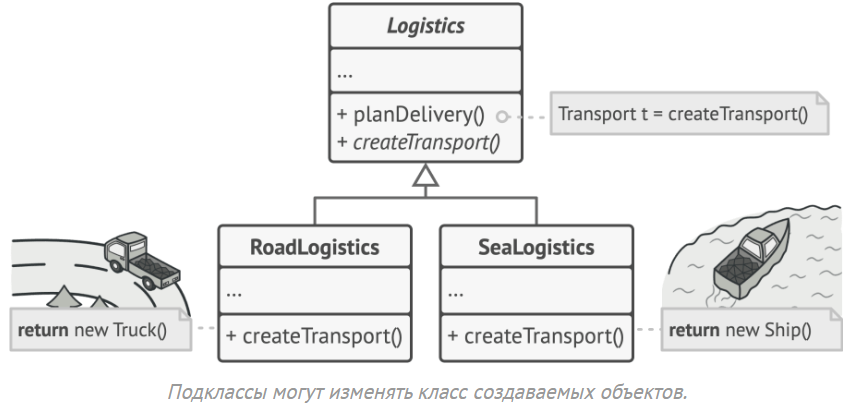 Logistics
...
+ planDelivery()
+ createTransport()
Transport t = createTransport()
RoadLogistics
...
+ createTransport()
return new Truck()
SeaLogistics
...
+ createTransport()
return new Ship()
Подклассы могут изменять класс создаваемых объектов.